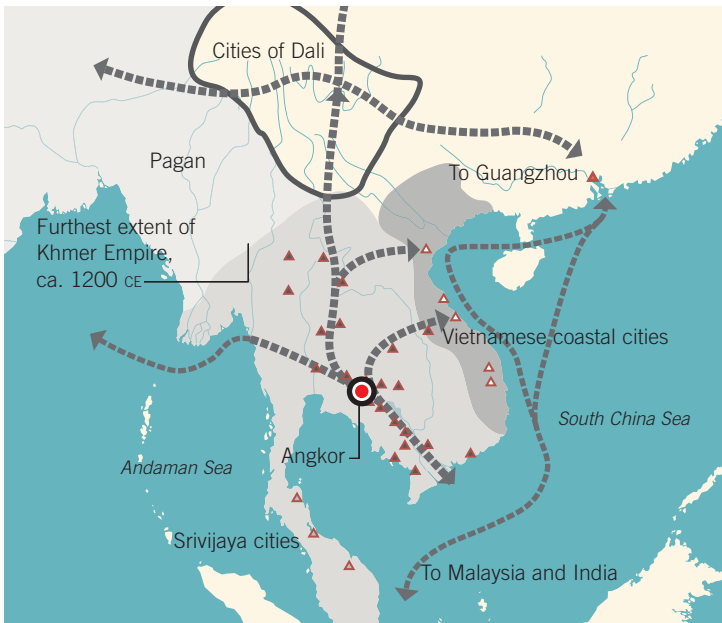 Cities of Dali
Pagan
To Guangzhou
Furthest extent of
Khmer Empire,
ca. 1200 CE
Vietnamese coastal cities
South China Sea
Angkor
Andaman Sea
Srivijaya cities
To Malaysia and India